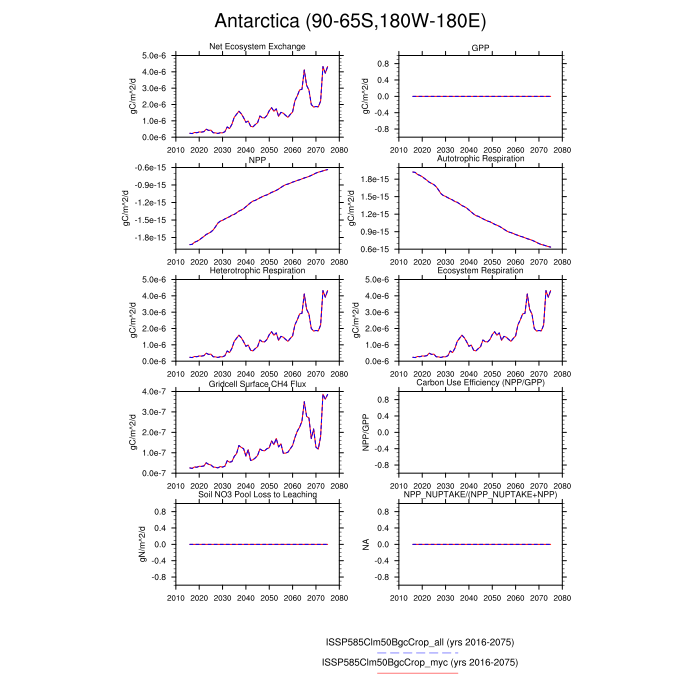 Antarctica (90-65S,180W-180E)
Net Ecosystem Exchange
GPP
gC/m^2/d
5.0e-6
4.0e-6
3.0e-6
2.0e-6
1.0e-6
0.0e-6
2010 2020 2030 2040 2050 2060 2070 2080
gC/m^2/d
0.8
0.4
0.0
-0.4
-0.8
2010 2020 2030 2040 2050 2060 2070 2080
NPP
Autotrophic Respiration
gC/m^2/d
-0.6e-15
-0.9e-15
-1.2e-15
-1.5e-15
-1.8e-15
2010 2020 2030 2040 2050 2060 2070 2080
gC/m^2/d
1.8e-15
1.5e-15
1.2e-15
0.9e-15
0.6e-15
2010 2020 2030 2040 2050 2060 2070 2080
Heterotrophic Respiration
Ecosystem Respiration
gC/m^2/d
5.0e-6
4.0e-6
3.0e-6
2.0e-6
1.0e-6
0.0e-6
2010 2020 2030 2040 2050 2060 2070 2080
gC/m^2/d
5.0e-6
4.0e-6
3.0e-6
2.0e-6
1.0e-6
0.0e-6
2010 2020 2030 2040 2050 2060 2070 2080
Gridcell Surface CH4 Flux
Carbon Use Efficiency (NPP/GPP)
gC/m^2/d
4.0e-7
3.0e-7
2.0e-7
1.0e-7
0.0e-7
2010 2020 2030 2040 2050 2060 2070 2080
NPP/GPP
0.8
0.4
0.0
-0.4
-0.8
2010 2020 2030 2040 2050 2060 2070 2080
Soil NO3 Pool Loss to Leaching
NPP_NUPTAKE/(NPP_NUPTAKE+NPP)
gN/m^2/d
0.8
0.4
0.0
-0.4
-0.8
2010 2020 2030 2040 2050 2060 2070 2080
NA
0.8
0.4
0.0
-0.4
-0.8
2010 2020 2030 2040 2050 2060 2070 2080
ISSP585Clm50BgcCrop_all (yrs 2016-2075)
ISSP585Clm50BgcCrop_myc (yrs 2016-2075)